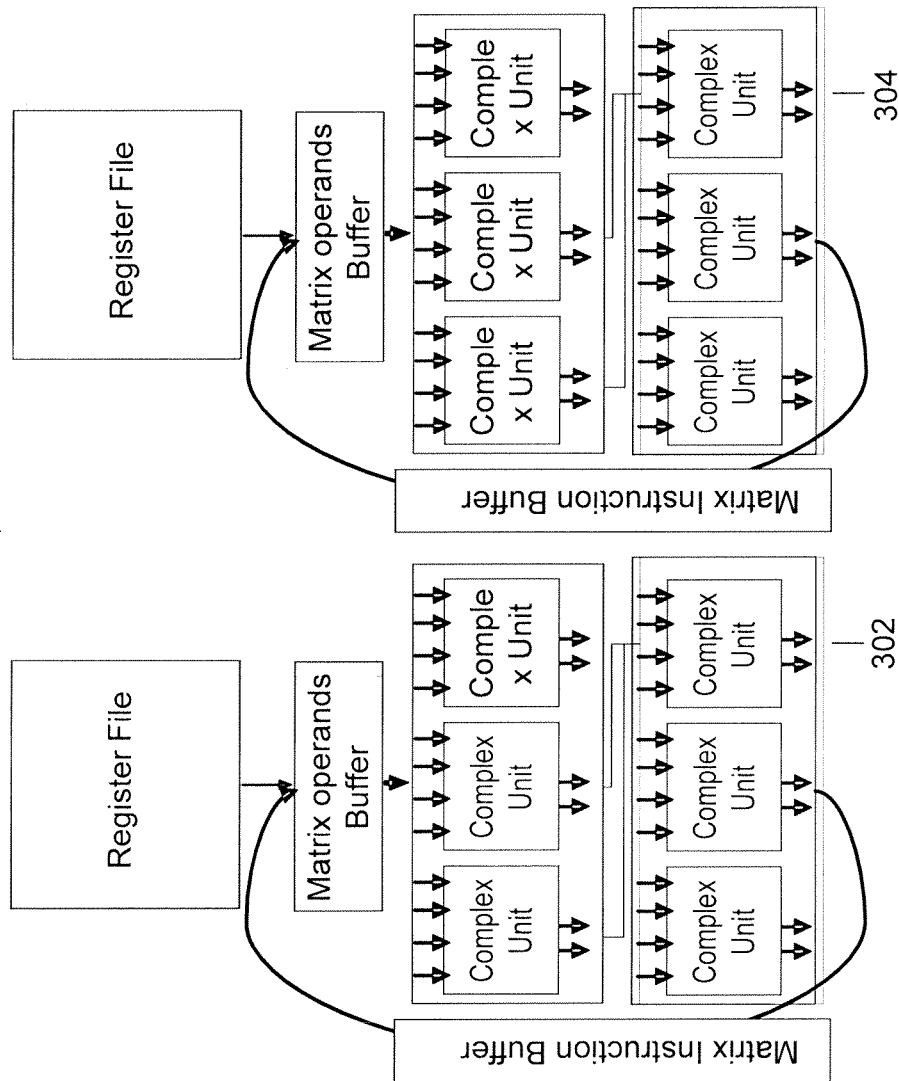 Register File
Matrix operands
Buffer
Complex
Unit
Complex
Unit
Comple
x Unit
Complex
Unit
Complex
Unit
Complex
Unit
Matrix Instruction Buffer
302
Register File
Matrix operands
Buffer
Comple
x Unit
Comple
x Unit
Comple
x Unit
Complex
Unit
Complex
Unit
Complex
Unit
Matrix Instruction Buffer
304